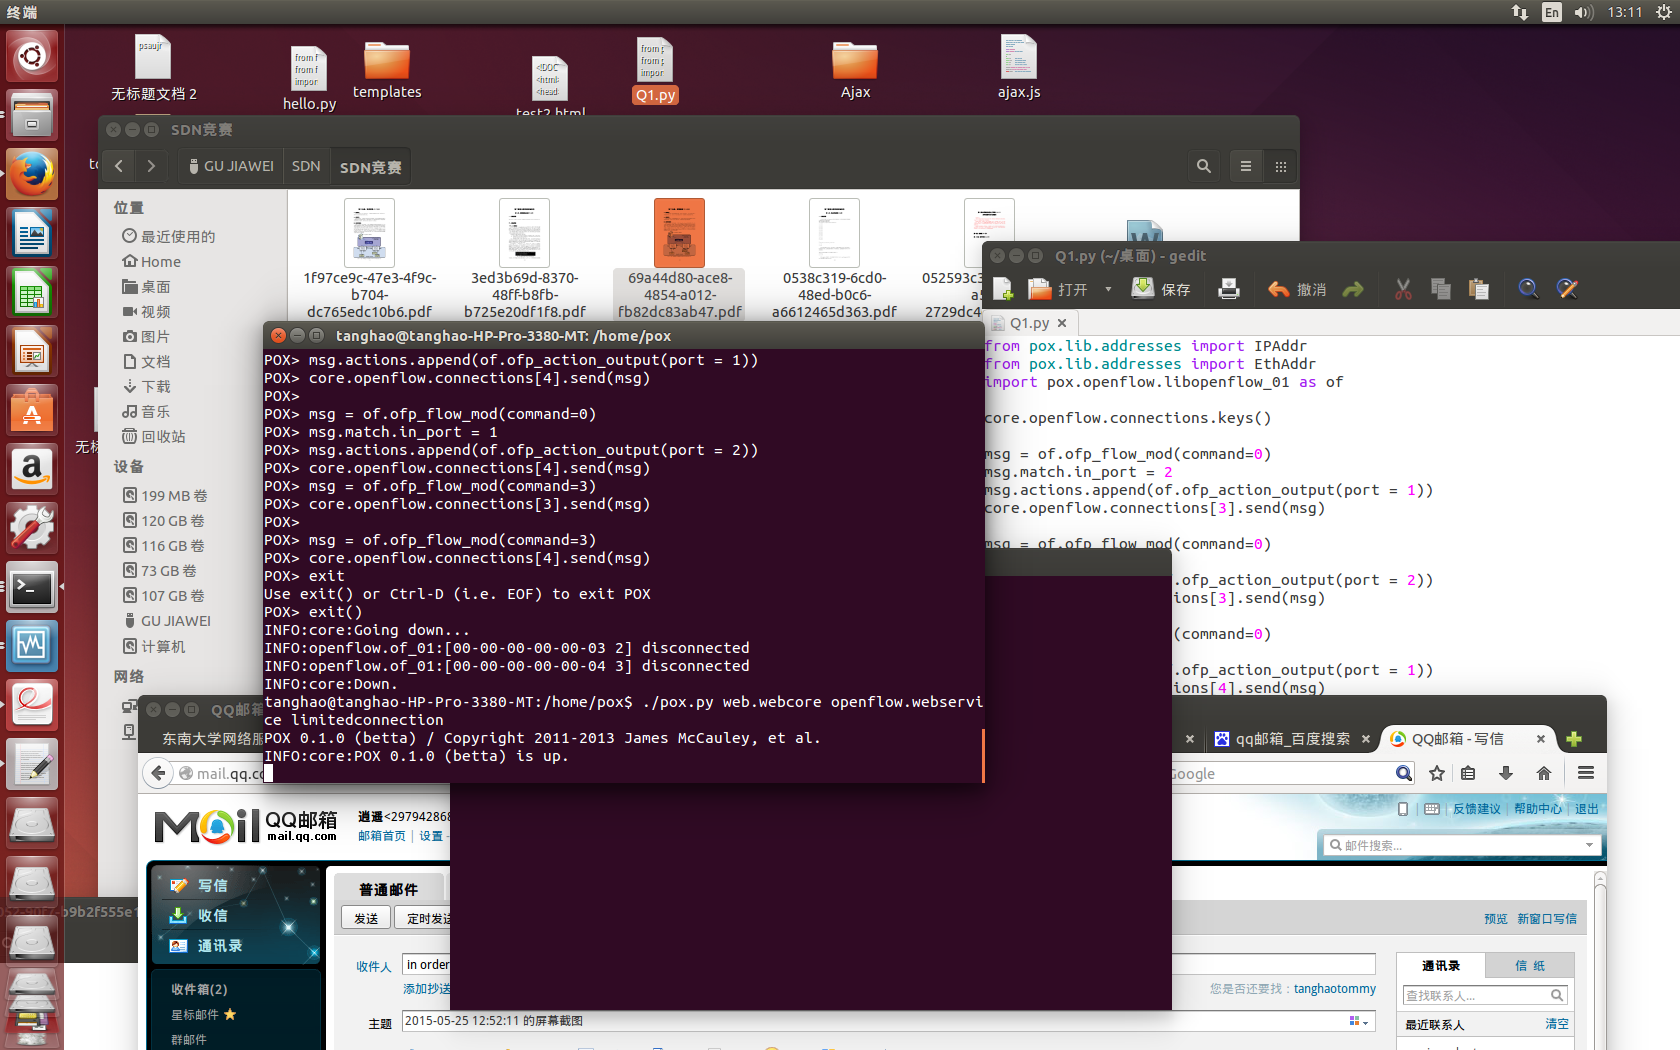 终端
En
13:11
psaujr
无标题文档 2
from f
from f
impor
hello.py
templates
<!DOC
<html>
<head
test2.html
from p
from p
impor
Q1.py
Ajax
ajax.js
SDN竞赛
GU JIAWEI
SDN
SDN竞赛
位置
最近使用的
Home
桌面
视频
图片
文档
下载
音乐
回收站
设备
199 MB 卷
120 GB 卷
116 GB 卷
73 GB 卷
107 GB 卷
GU JIAWEI
计算机
网络
1f97ce9c-47e3-4f9c-
b704-
dc765edc10b6.pdf
3ed3b69d-8370-
48ff-b8fb-
b725e20df1f8.pdf
69a44d80-ace8-
4854-a012-
fb82dc83ab47.pdf
0538c319-6cd0-
48ed-b0c6-
a6612465d363.pdf
052593c
2729dc4
Q1.py (~/桌面) - gedit
打开
保存
撤消
Q1.py
from pox.lib.addresses import IPAddr
from pox.lib.addresses import EthAddr
import pox.openflow.libopenflow_01 as of
core.openflow.connections.keys()
msg = of.ofp_flow_mod(command=0)
msg.match.in_port = 2
msg.actions.append(of.ofp_action_output(port = 1))
core.openflow.connections[3].send(msg)
msg = of.ofp_flow_mod(command=0)
.ofp_action_output(port = 2))
ions[3].send(msg)
(command=0)
.ofp_action_output(port = 1))
ions[4].send(msg)
tanghao@tanghao-HP-Pro-3380-MT: /home/pox
POX> msg.actions.append(of.ofp_action_output(port = 1))
POX> core.openflow.connections[4].send(msg)
POX>
POX> msg = of.ofp_flow_mod(command=0)
POX> msg.match.in_port = 1
POX> msg.actions.append(of.ofp_action_output(port = 2))
POX> core.openflow.connections[4].send(msg)
POX> msg = of.ofp_flow_mod(command=3)
POX> core.openflow.connections[3].send(msg)
POX>
POX> msg = of.ofp_flow_mod(command=3)
POX> core.openflow.connections[4].send(msg)
POX> exit
Use exit() or Ctrl-D (i.e. EOF) to exit POX
POX> exit()
INFO:core:Going down...
INFO:openflow.of_01:[00-00-00-00-00-03 2] disconnected
INFO:openflow.of_01:[00-00-00-00-00-04 3] disconnected
INFO:core:Down.
tanghao@tanghao-HP-Pro-3380-MT:/home/pox$ ./pox.py web.webcore openflow.webservi
ce limitedconnection
POX 0.1.0 (betta) / Copyright 2011-2013 James McCauley, et al.
INFO:core:POX 0.1.0 (betta) is up.
QQ邮箱
东南大学网络服
qq邮箱_百度搜索
QQ邮箱 - 写信
mail.qq.co
Google
Mail QQ邮箱
mail.qq.com
逍遥<297942868
邮箱首页 | 设置 -
反馈建议 | 帮助中心 | 退出
邮件搜索...
写信
收信
通讯录
收件箱(2)
星标邮件
群邮件
普通邮件
发送
定时发送
预览 新窗口写信
收件人
in order
添加抄送
您是否还要找：tanghaotommy
主题
2015-05-25 12:52:11 的屏幕截图
通讯录
信 纸
查找联系人...
最近联系人
清空